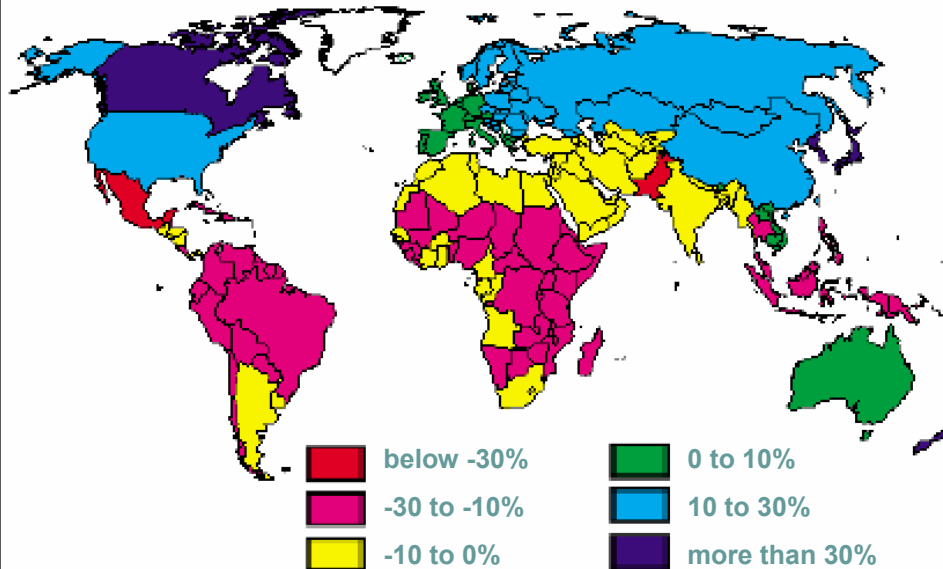 below -30%
-30 to -10%
-10 to 0%
0 to 10%
10 to 30%
more than 30%